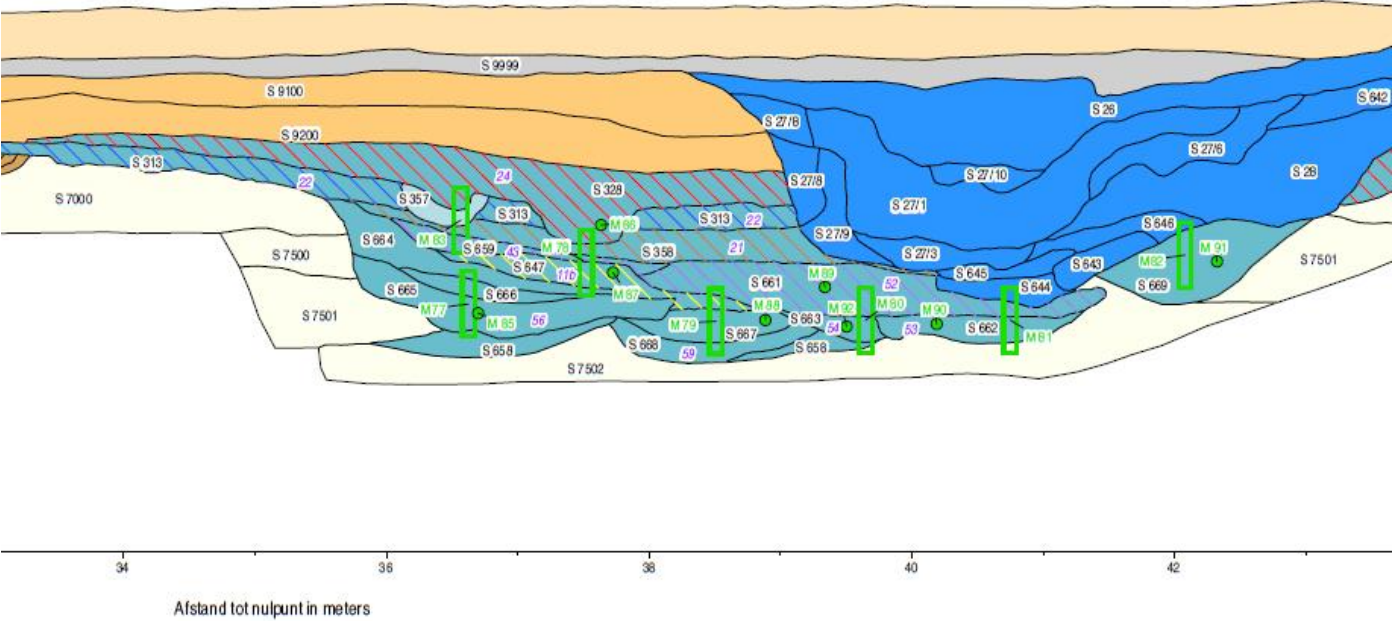 S 9999
S 9100
S 642
S 26
S 27/8
S 9200
S 27/6
S 313
S 28
22
24
S 27/8
S 27/10
S 328
S 7000
S 357
S 27/1
S 313
S 313
22
M 86
S 646
S 27/9
M 83
S 664
S 659
43
M 78
S 358
21
M 91
S 27/3
S 7500
M 82
S 7501
S 647
S 643
11b
M 89
S 645
S 661
52
S 669
S 665
S 666
M 87
S 644
M 88
M 77
M 92
M 80
M 90
S 7501
M 85
56
M 79
S 663
S 667
54
53
S 662
M 81
S 668
S 658
S 658
59
S 7502
34
36
38
40
42
Afstand tot nulpunt in meters